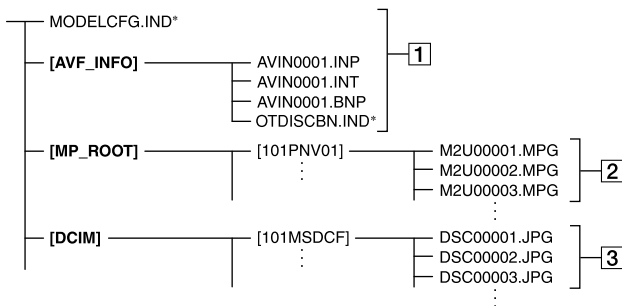 MODELCFG.IND*
[AVF_INFO] AVIN0001.INP
AVIN0001.INT
AVIN0001.BNP
OTDISCBN.IND*
1
[MP_ROOT] [101PNV01] M2U00001.MPG
M2U00002.MPG
M2U00003.MPG
2
[DCIM] [101MSDCF] DSC00001.JPG
DSC00002.JPG
DSC00003.JPG
3